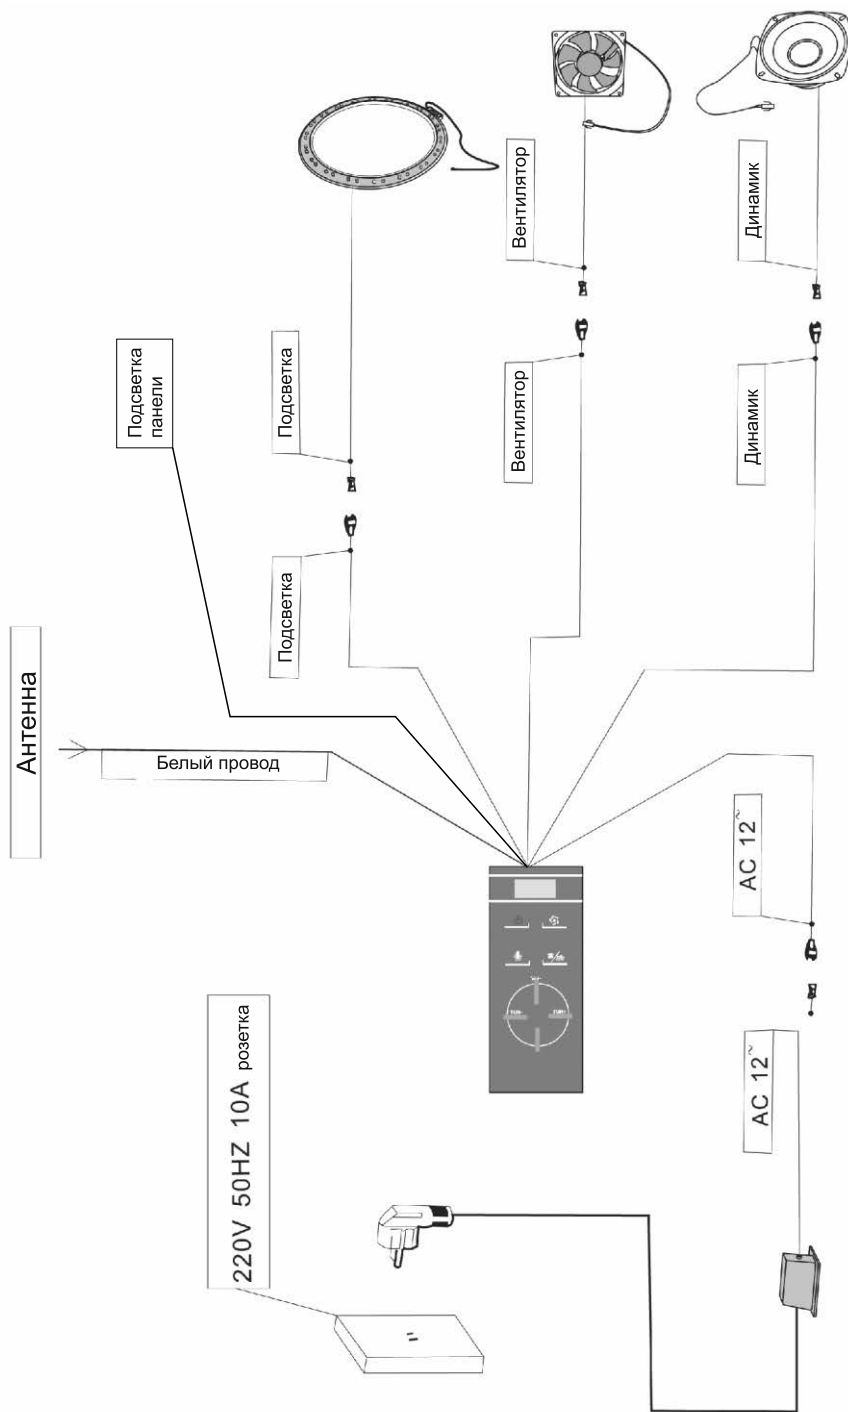 Вентилятор
Динамик
Подсветка
панели
Подсветка
Вентилятор
Динамик
Подсветка
Антенна
Белый провод
AC 12~
220V 50HZ 10A розетка
AC 12~